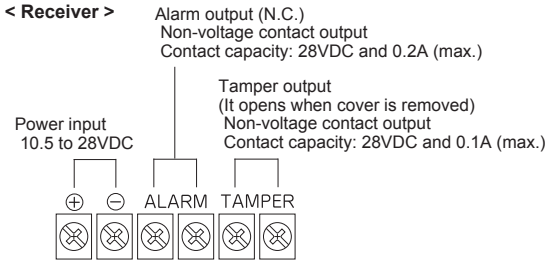 < Receiver >
Alarm output (N.C.)
Non-voltage contact output
Contact capacity: 28VDC and 0.2A (max.)
Tamper output
(It opens when cover is removed)
Non-voltage contact output
Contact capacity: 28VDC and 0.1A (max.)
Power input
10.5 to 28VDC
⊕ ⊖ ALARM TAMPER